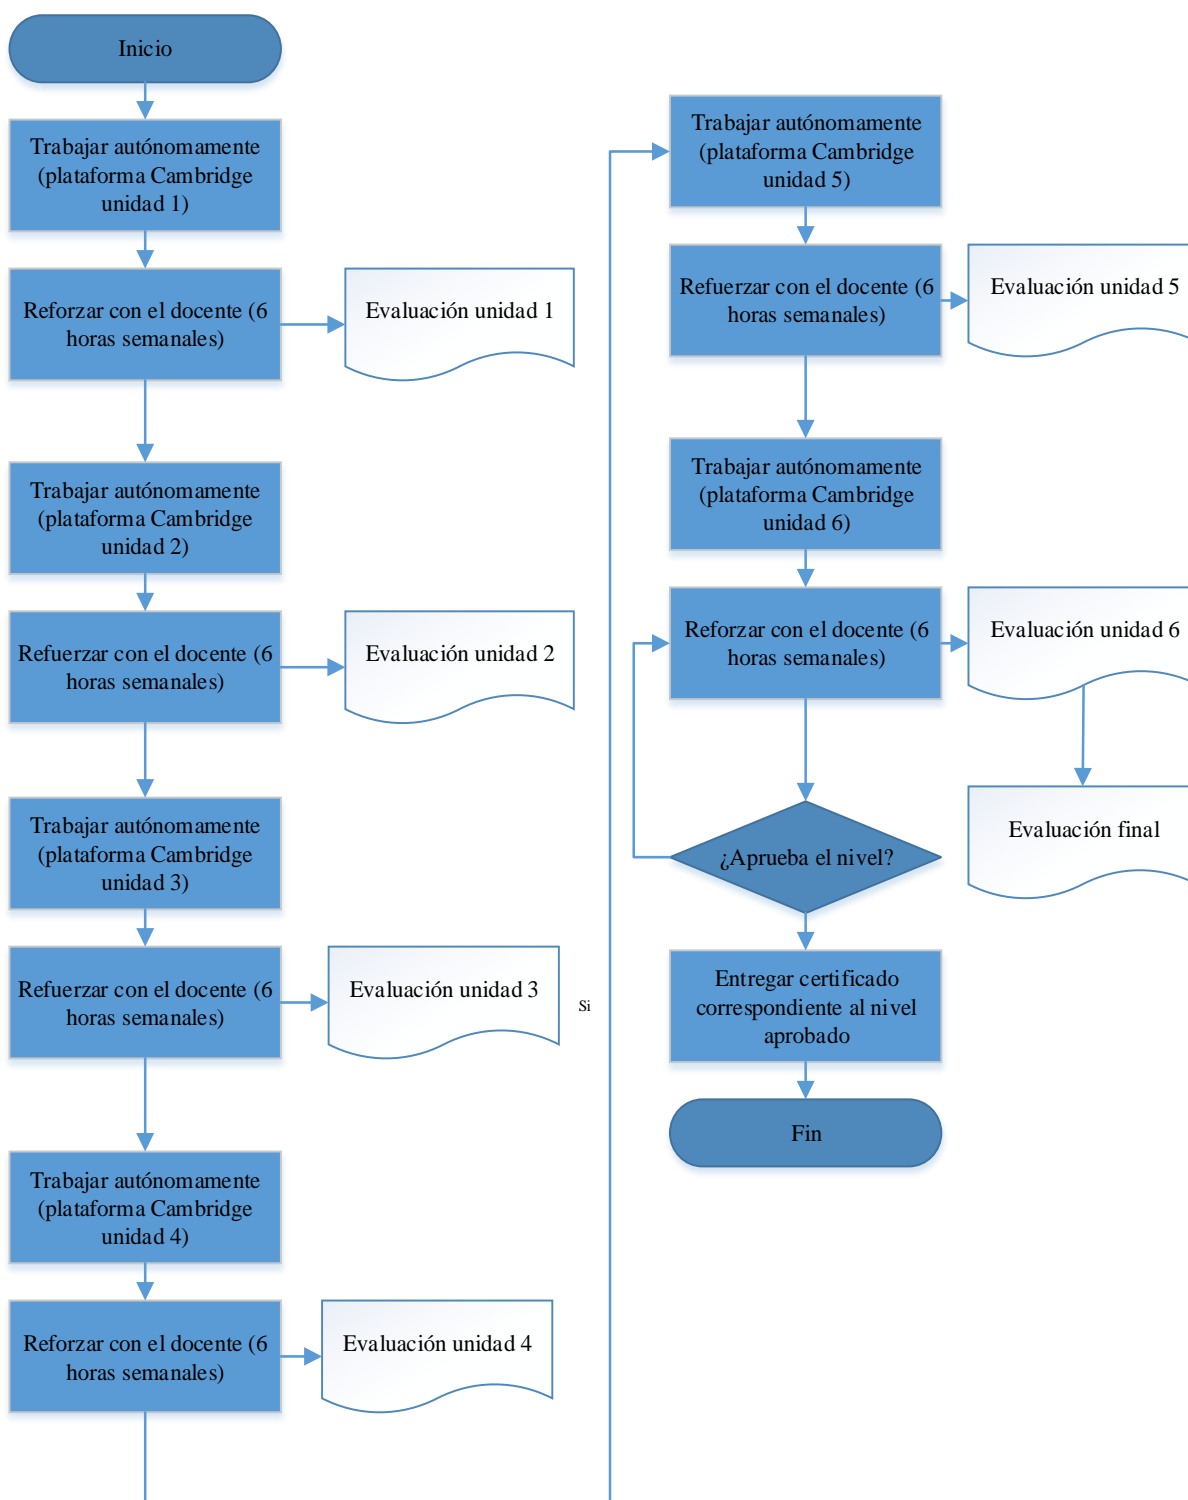 Inicio
Trabajar autónomamente
(plataforma Cambridge
unidad 1)
Reforzar con el docente (6
horas semanales)
Evaluación unidad 1
Trabajar autónomamente
(plataforma Cambridge
unidad 2)
Refuerzar con el docente (6
horas semanales)
Evaluación unidad 2
Trabajar autónomamente
(plataforma Cambridge
unidad 3)
Refuerzar con el docente (6
horas semanales)
Evaluación unidad 3
Si
Trabajar autónomamente
(plataforma Cambridge
unidad 4)
Reforzar con el docente (6
horas semanales)
Evaluación unidad 4
Trabajar autónomamente
(plataforma Cambridge
unidad 5)
Refuerzar con el docente (6
horas semanales)
Evaluación unidad 5
Trabajar autónomamente
(plataforma Cambridge
unidad 6)
Reforzar con el docente (6
horas semanales)
Evaluación unidad 6
Evaluación final
¿Aprueba el nivel?
Entregar certificado
correspondiente al nivel
aprobado
Fin